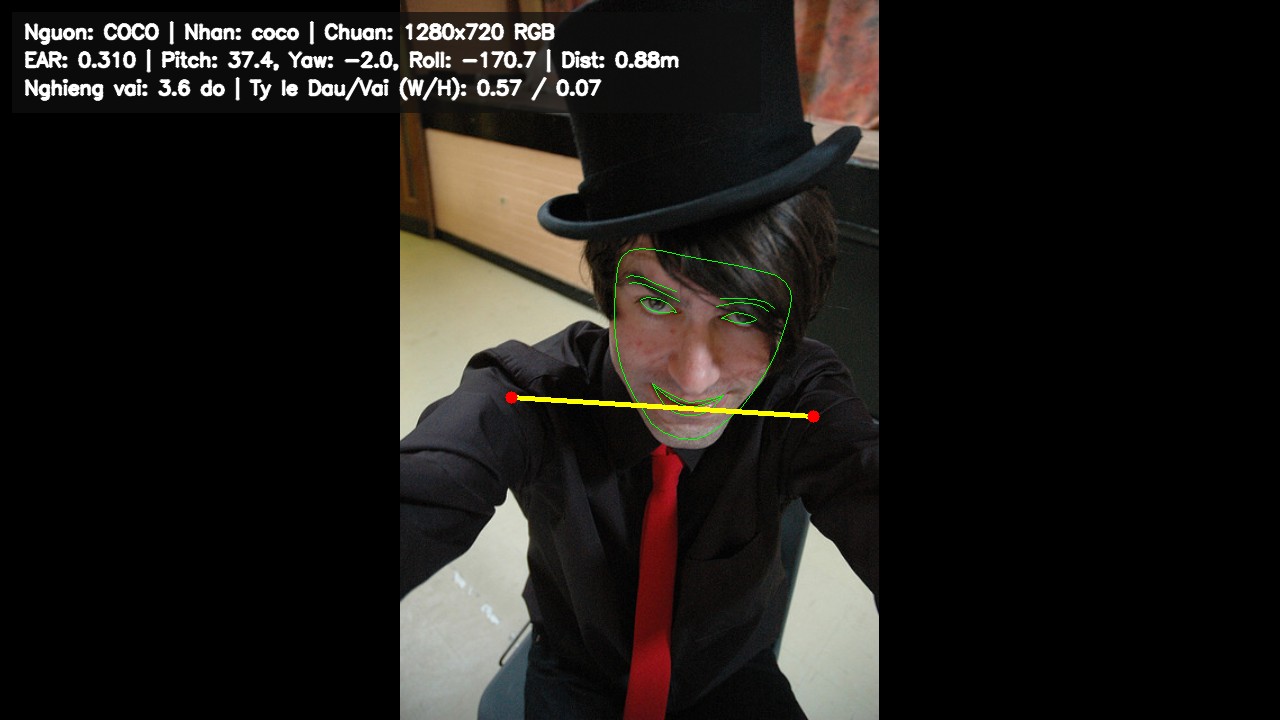 Nguon: COCO | Nhan: coco | Chuan: 1280x720 RGB
EAR: 0.310 | Pitch: 37.4, Yaw: -2.0, Roll: -170.7 | Dist: 0.88m
Nghieng vai: 3.6 do | Ty le Dau/Vai (W/H): 0.57 / 0.07